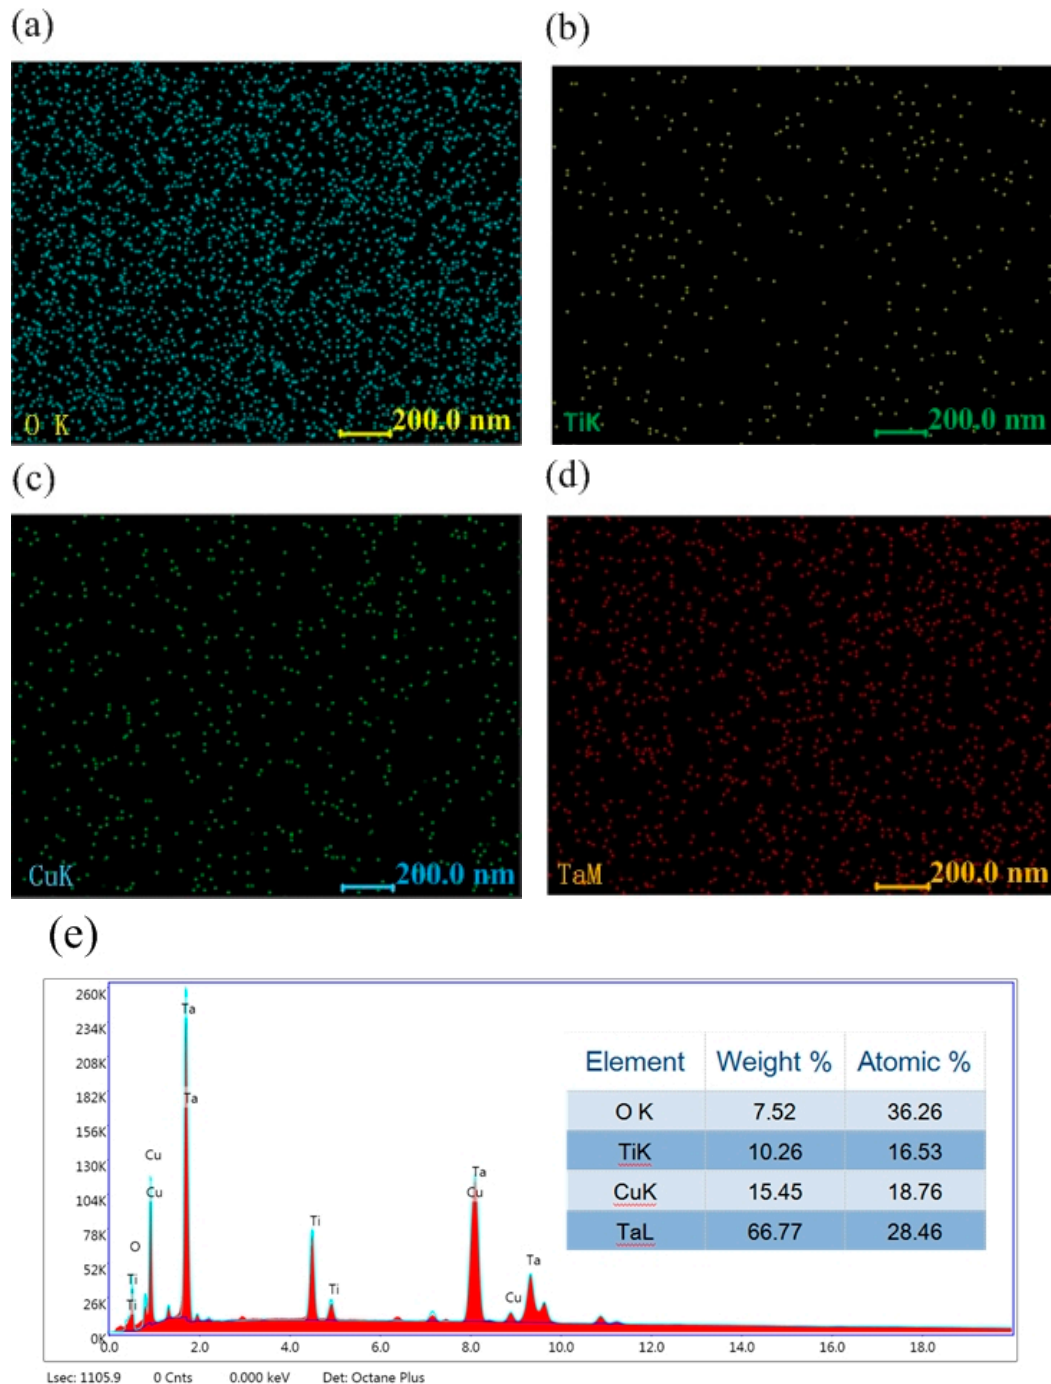 (a)
(b)
O K
200.0 nm
TiK
200.0 nm
(c)
(d)
CuK
200.0 nm
TaM
200.0 nm
(e)
260K
234K
208K
182K
156K
130K
104K
78K
52K
26K
0K
Ta
Ta
Cu
Cu
O
Ti
Ti
Ti
Ti
Ta
Cu
Cu
Ta
0.0 2.0 4.0 6.0 8.0 10.0 12.0 14.0 16.0 18.0
Element Weight % Atomic %
O K 7.52 36.26
TiK 10.26 16.53
CuK 15.45 18.76
TaL 66.77 28.46
Lsec: 1105.9 0 Cnts 0.000 keV Det: Octane Plus